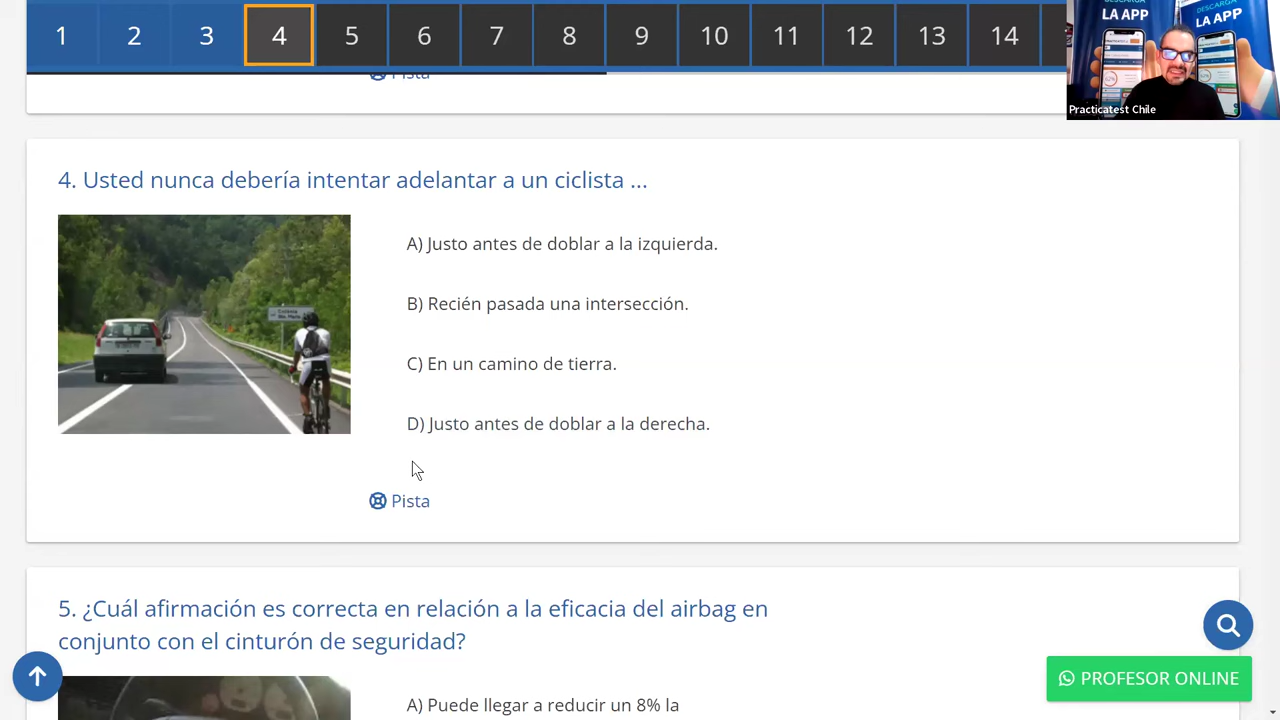 1 2 3 4 5 6 7 8 9 10 11 12 13 14
DESCARGA
LA APP
DESCARGA
LA APP
Practicatest Chile
Pista
4. Usted nunca debería intentar adelantar a un ciclista ...
A) Justo antes de doblar a la izquierda.
B) Recién pasada una intersección.
C) En un camino de tierra.
D) Justo antes de doblar a la derecha.
Pista
5. ¿Cuál afirmación es correcta en relación a la eficacia del airbag en
conjunto con el cinturón de seguridad?
PROFESOR ONLINE
A) Puede llegar a reducir un 8% la